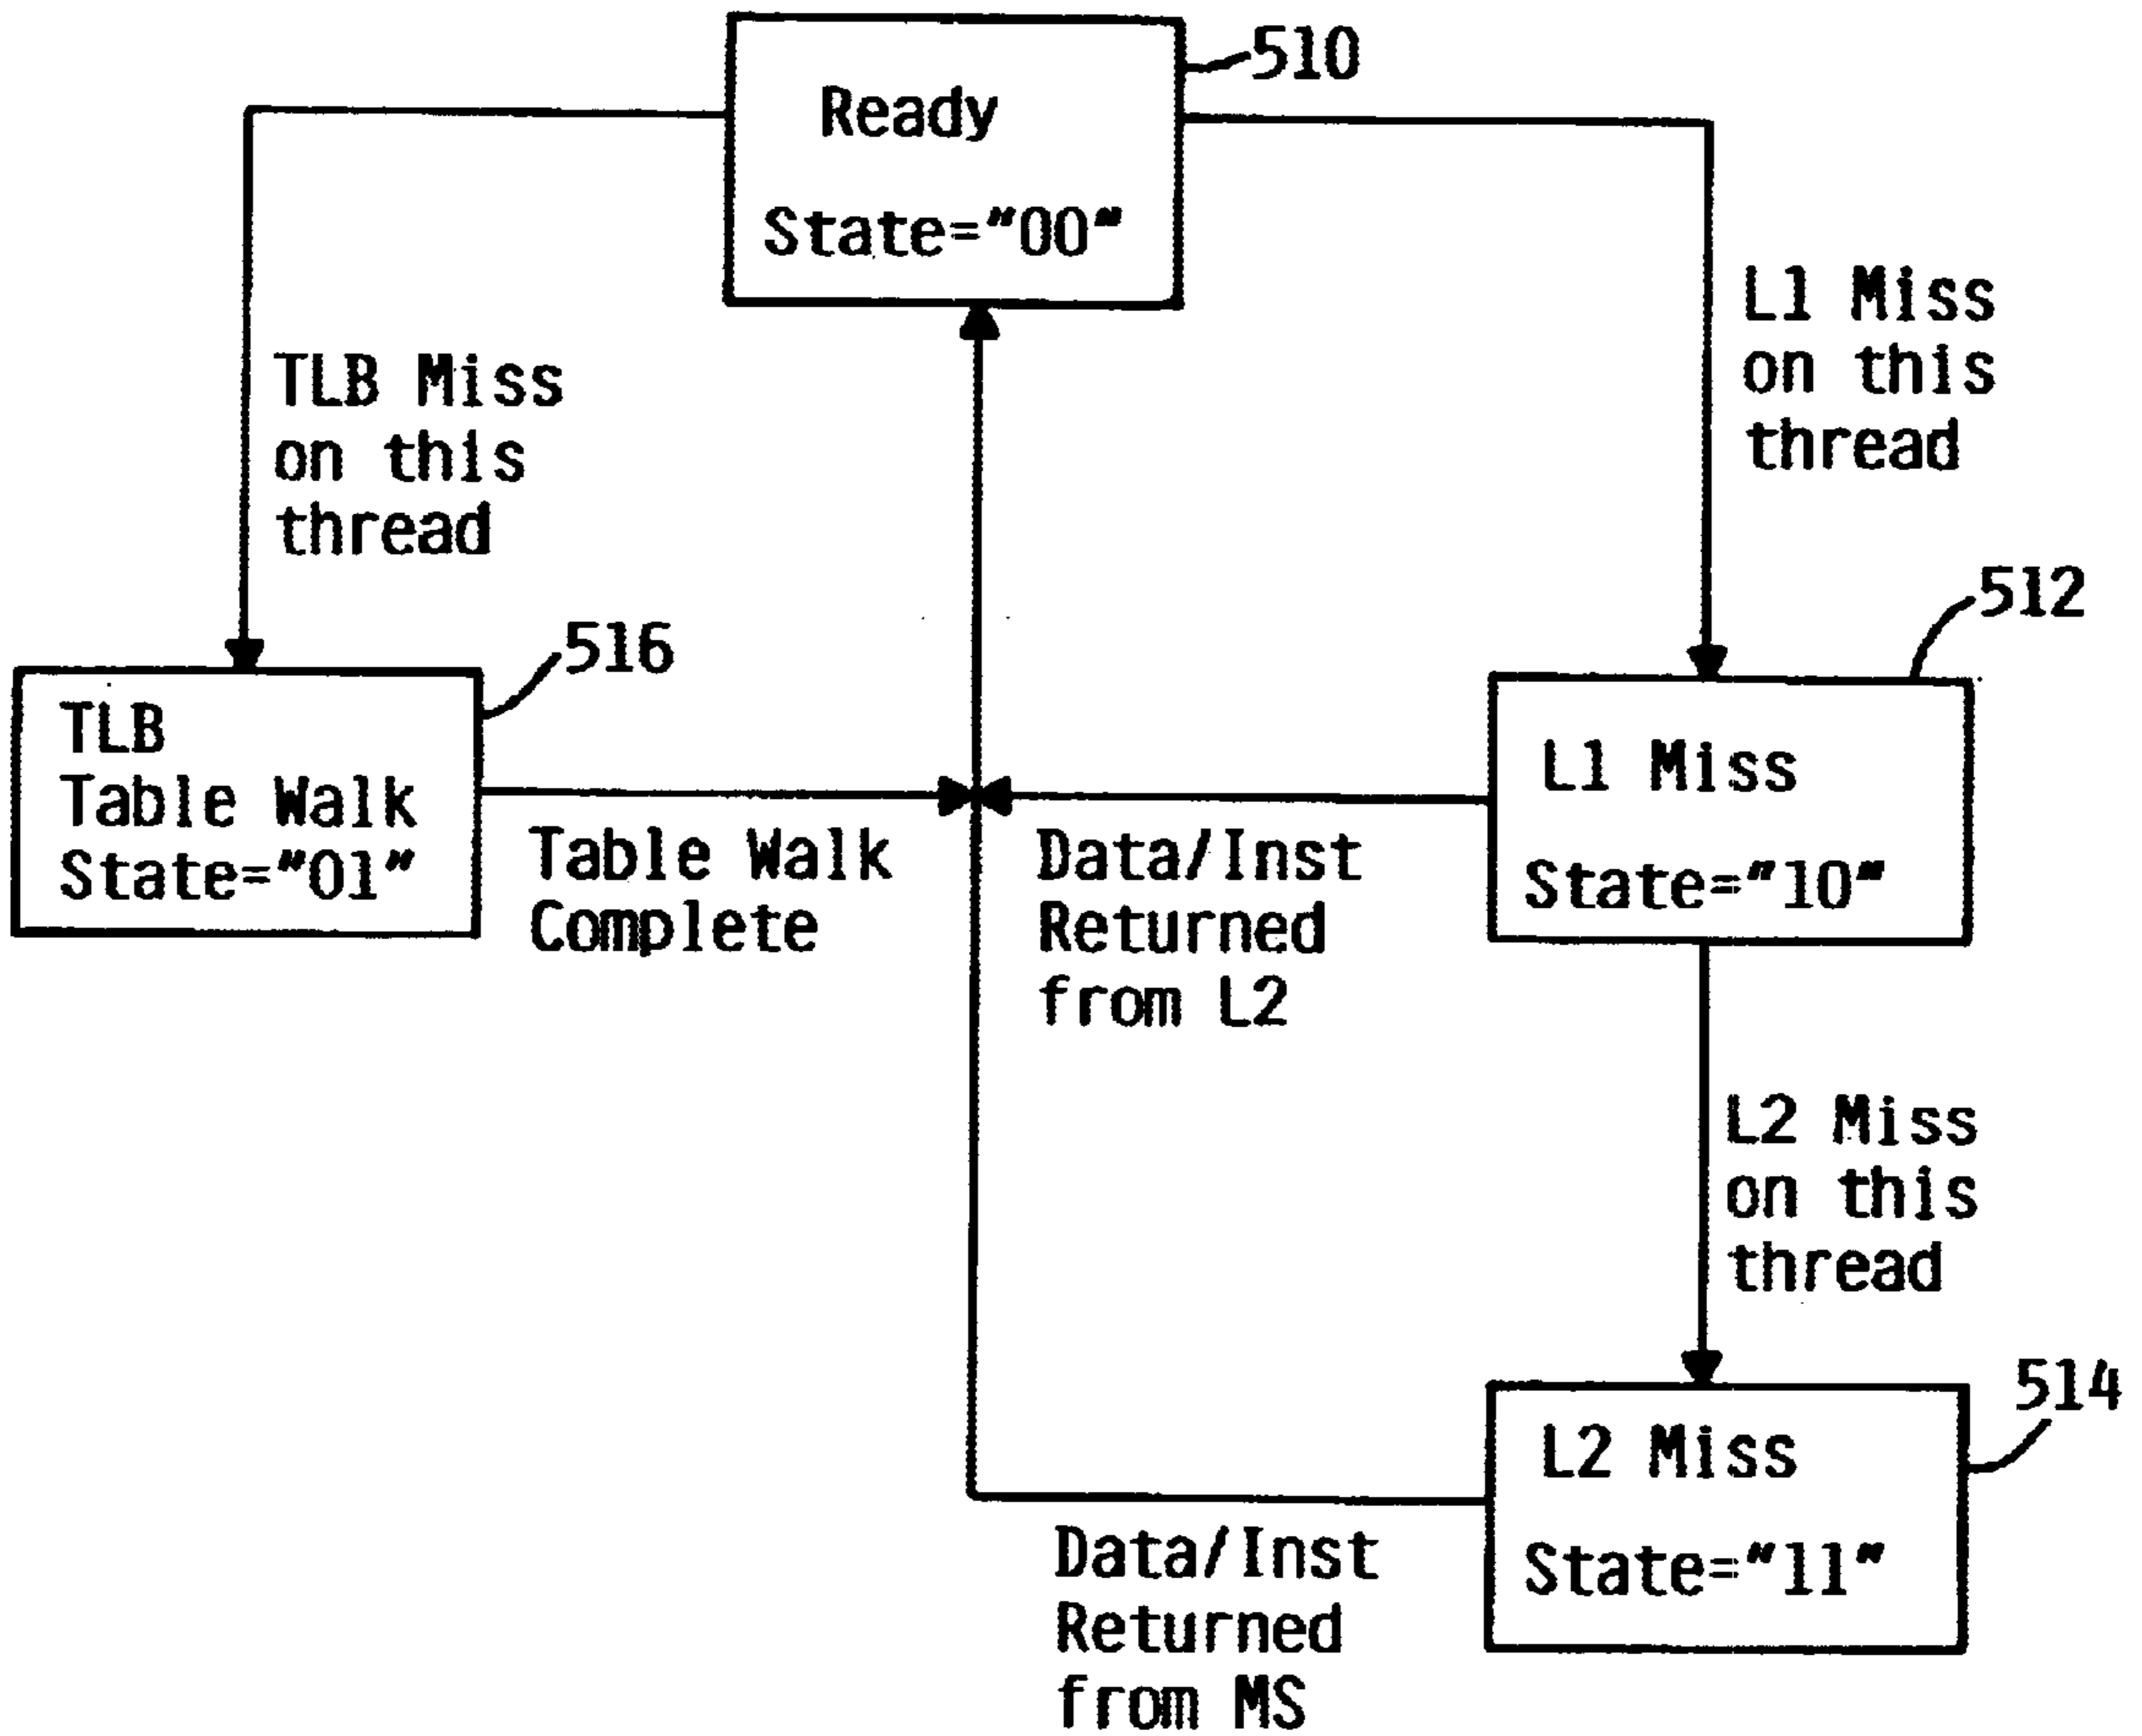 510
Ready
State="00"
L1 Miss
on this
thread
TLB Miss
on this
thread
512
516
TLB
Table Walk
State="01"
L1 Miss
State="10"
Table Walk
Complete
Data/Inst
Returned
from L2
L2 Miss
on this
thread
514
L2 Miss
State="11"
Data/Inst
Returned
from MS